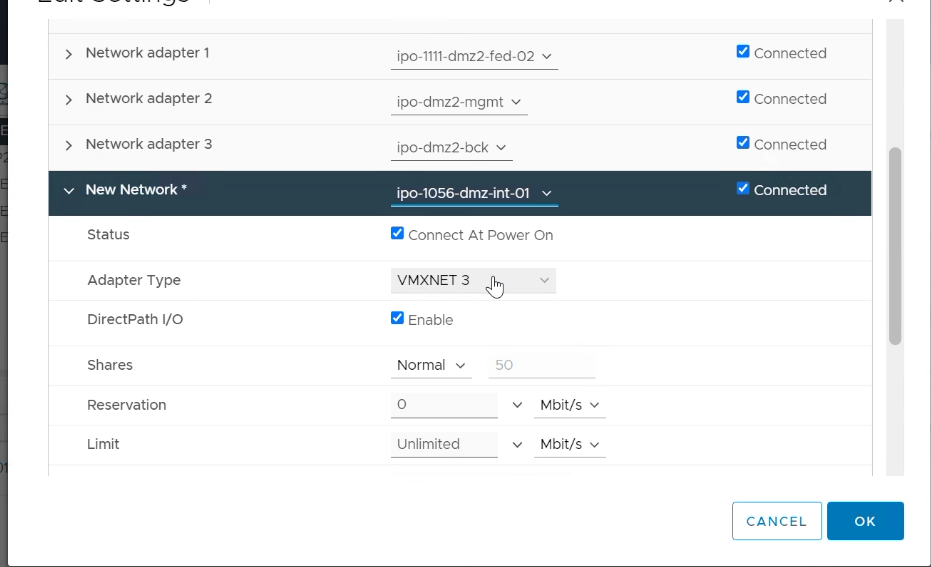 Edit Settings
Network adapter 1 ipo-1111-dmz2-fed-02 Connected
Network adapter 2 ipo-dmz2-mgmt Connected
Network adapter 3 ipo-dmz2-bck Connected
New Network * ipo-1056-dmz-int-01 Connected
Status Connect At Power On
Adapter Type VMXNET 3
DirectPath I/O Enable
Shares Normal 50
Reservation 0 Mbit/s
Limit Unlimited Mbit/s
CANCEL OK